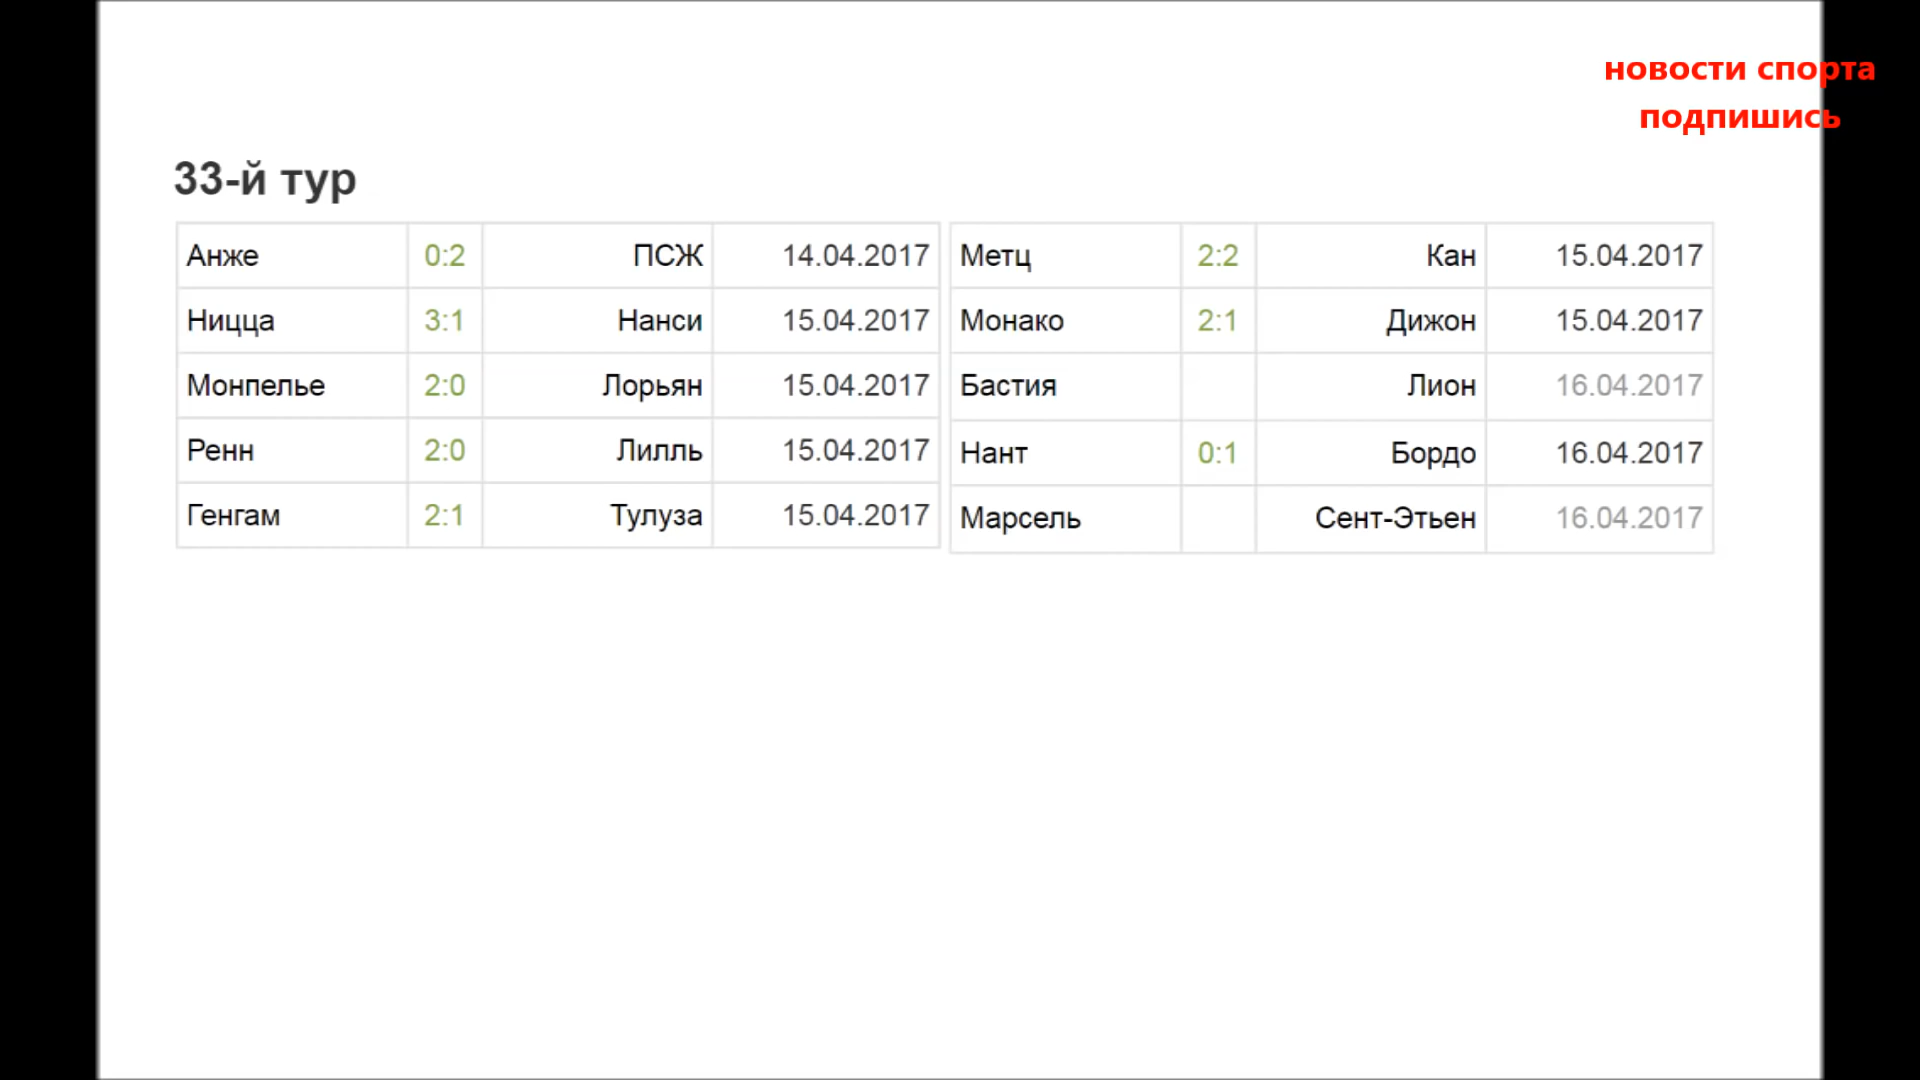 новости спорта
подпишись
33-й тур
Анже 0:2 ПСЖ 14.04.2017
Ницца 3:1 Нанси 15.04.2017
Монпелье 2:0 Лорьян 15.04.2017
Ренн 2:0 Лилль 15.04.2017
Генгам 2:1 Тулуза 15.04.2017
Метц 2:2 Кан 15.04.2017
Монако 2:1 Дижон 15.04.2017
Бастия Лион 16.04.2017
Нант 0:1 Бордо 16.04.2017
Марсель Сент-Этьен 16.04.2017